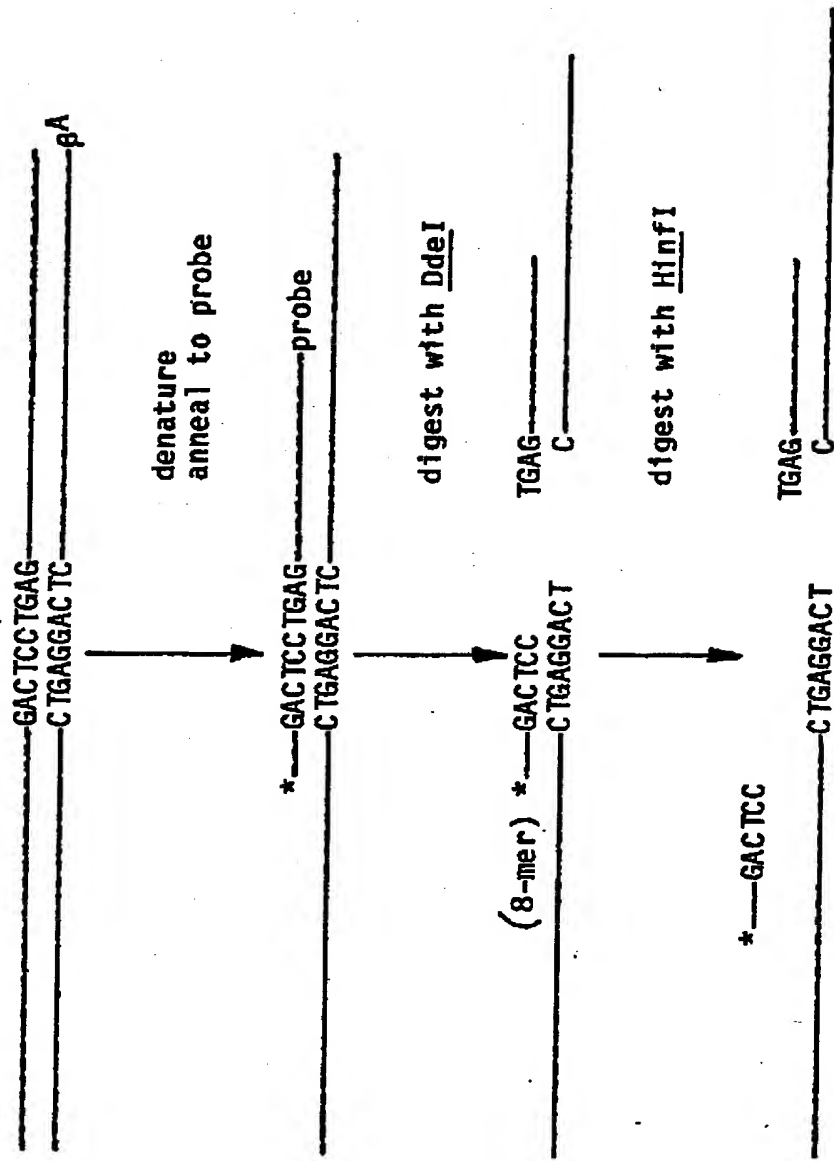 GACTCCTGAG
CTGAGGACTC βA
denature
anneal to probe
* GACTCCTGAG probe
CTGAGGACTC
digest with DdeI
(8-mer) * GACTCC TGAG
CTGAGGACT C
digest with HinfI
* GACTCC TGAG
CTGAGGACT C